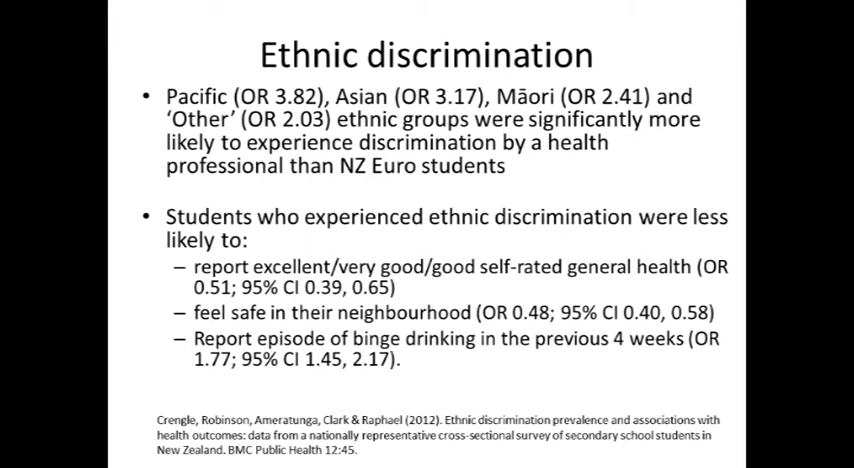 Ethnic discrimination
• Pacific (OR 3.82), Asian (OR 3.17), Māori (OR 2.41) and
‘Other’ (OR 2.03) ethnic groups were significantly more
likely to experience discrimination by a health
professional than NZ Euro students
• Students who experienced ethnic discrimination were less
likely to:
– report excellent/very good/good self-rated general health (OR
0.51; 95% CI 0.39, 0.65)
– feel safe in their neighbourhood (OR 0.48; 95% CI 0.40, 0.58)
– Report episode of binge drinking in the previous 4 weeks (OR
1.77; 95% CI 1.45, 2.17).
Crengle, Robinson, Ameratunga, Clark & Raphael (2012). Ethnic discrimination prevalence and associations with
health outcomes: data from a nationally representative cross-sectional survey of secondary school students in
New Zealand. BMC Public Health 12:45.